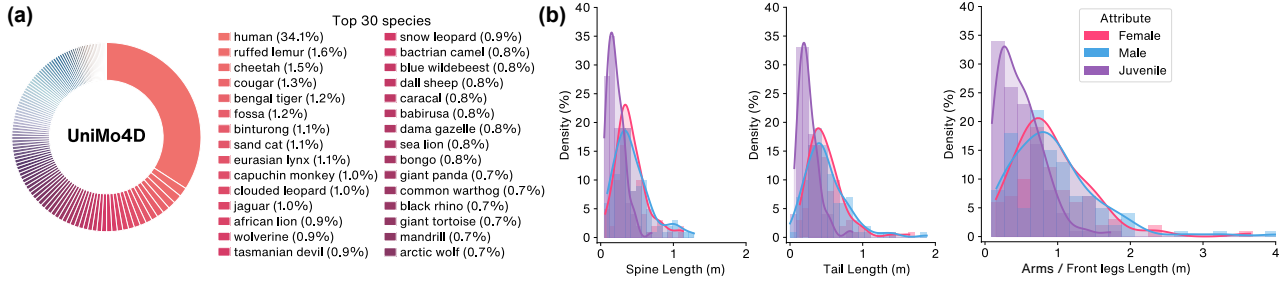 (a)
UniMo4D
Top 30 species
human (34.1%)
ruffed lemur (1.6%)
cheetah (1.5%)
cougar (1.3%)
bengal tiger (1.2%)
fossa (1.2%)
binturong (1.1%)
sand cat (1.1%)
eurasian lynx (1.1%)
capuchin monkey (1.0%)
clouded leopard (1.0%)
jaguar (1.0%)
african lion (0.9%)
wolverine (0.9%)
tasmanian devil (0.9%)
snow leopard (0.9%)
bactrian camel (0.8%)
blue wildebeest (0.8%)
dall sheep (0.8%)
caracal (0.8%)
babirusa (0.8%)
dama gazelle (0.8%)
sea lion (0.8%)
bongo (0.8%)
giant panda (0.7%)
common warthog (0.7%)
black rhino (0.7%)
giant tortoise (0.7%)
mandrill (0.7%)
arctic wolf (0.7%)
(b)
Density (%)
40
35
30
25
20
15
10
5
0
0
1
2
Spine Length (m)
Density (%)
40
35
30
25
20
15
10
5
0
0
1
2
Tail Length (m)
Density (%)
40
35
30
25
20
15
10
5
0
0
1
2
3
4
Arms / Front legs Length (m)
Attribute
Female
Male
Juvenile